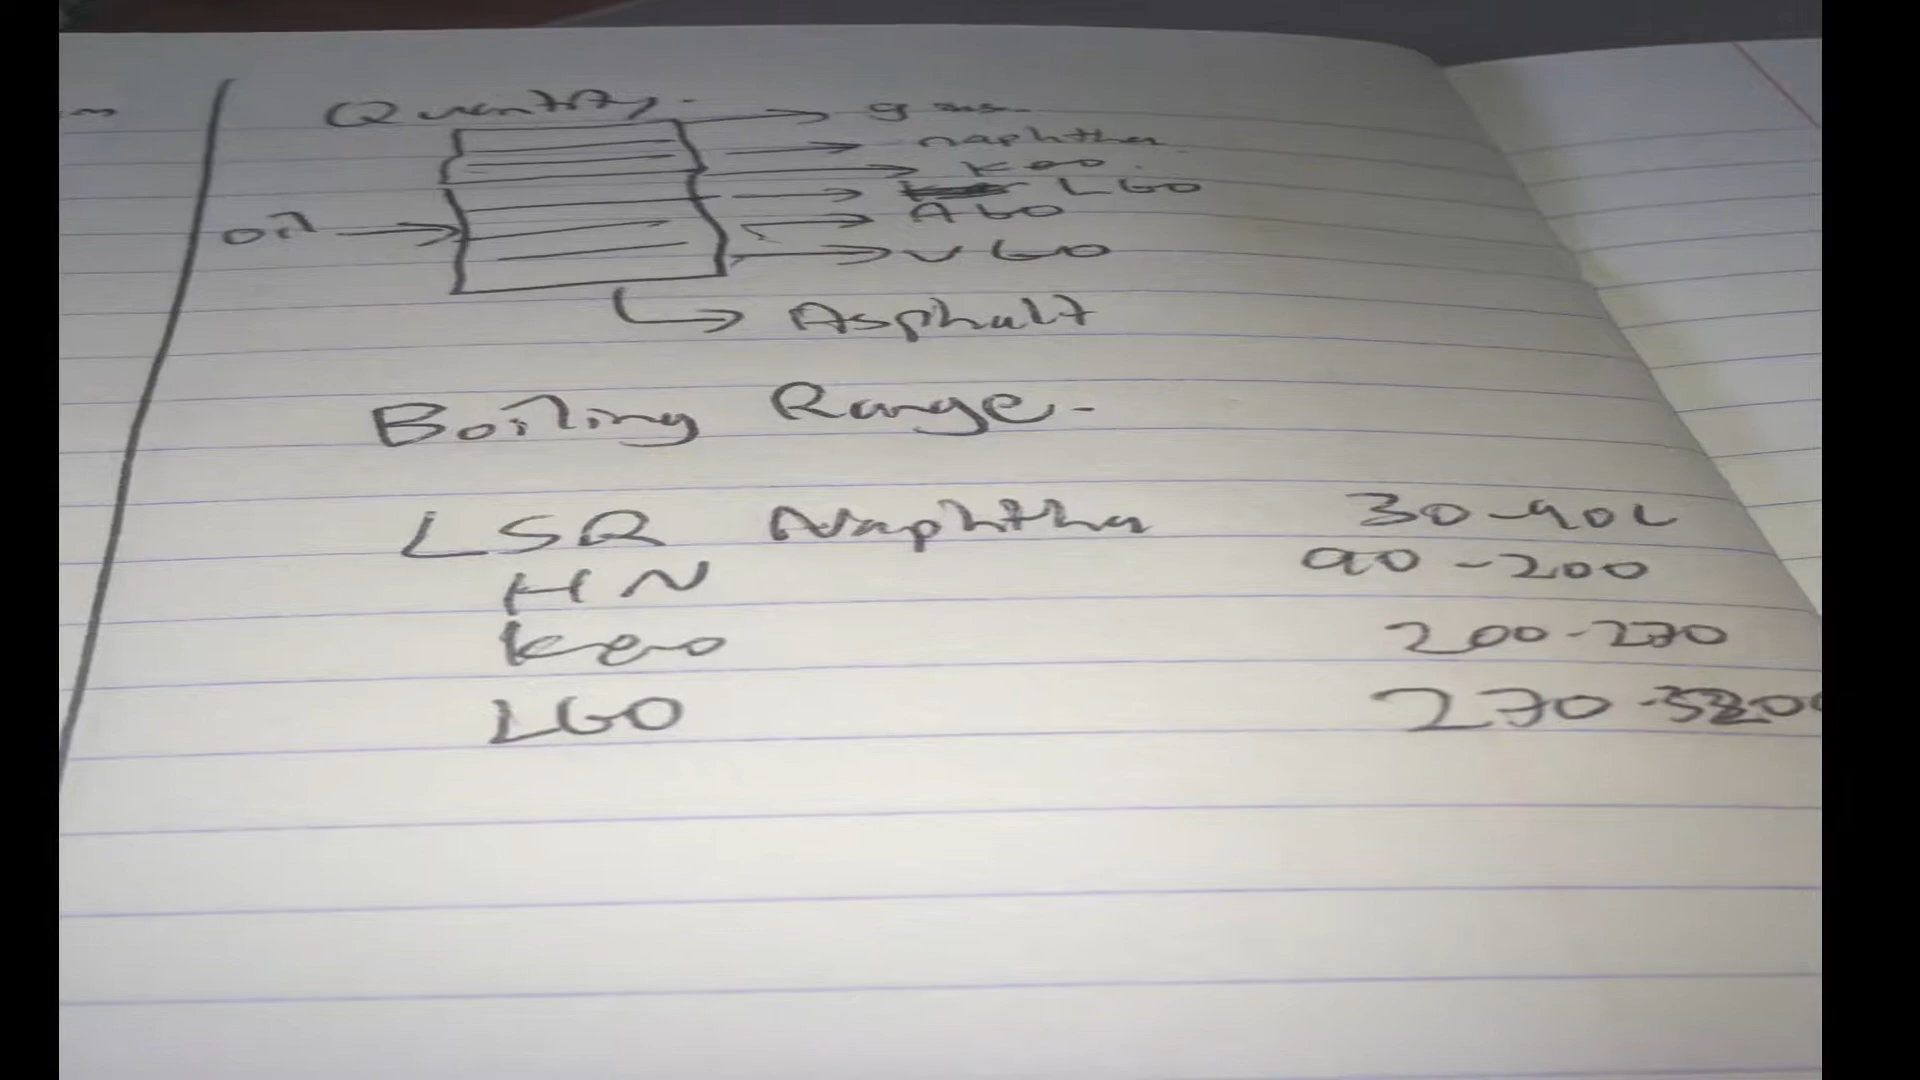 Quantity.
gas.
naphtha
Keo.
LGO
oil
AGO
VGO
Asphalt
Boiling Range-
LSR Naphtha 30-90c
HN 90-200
keo 200-270
LGO 270-320c